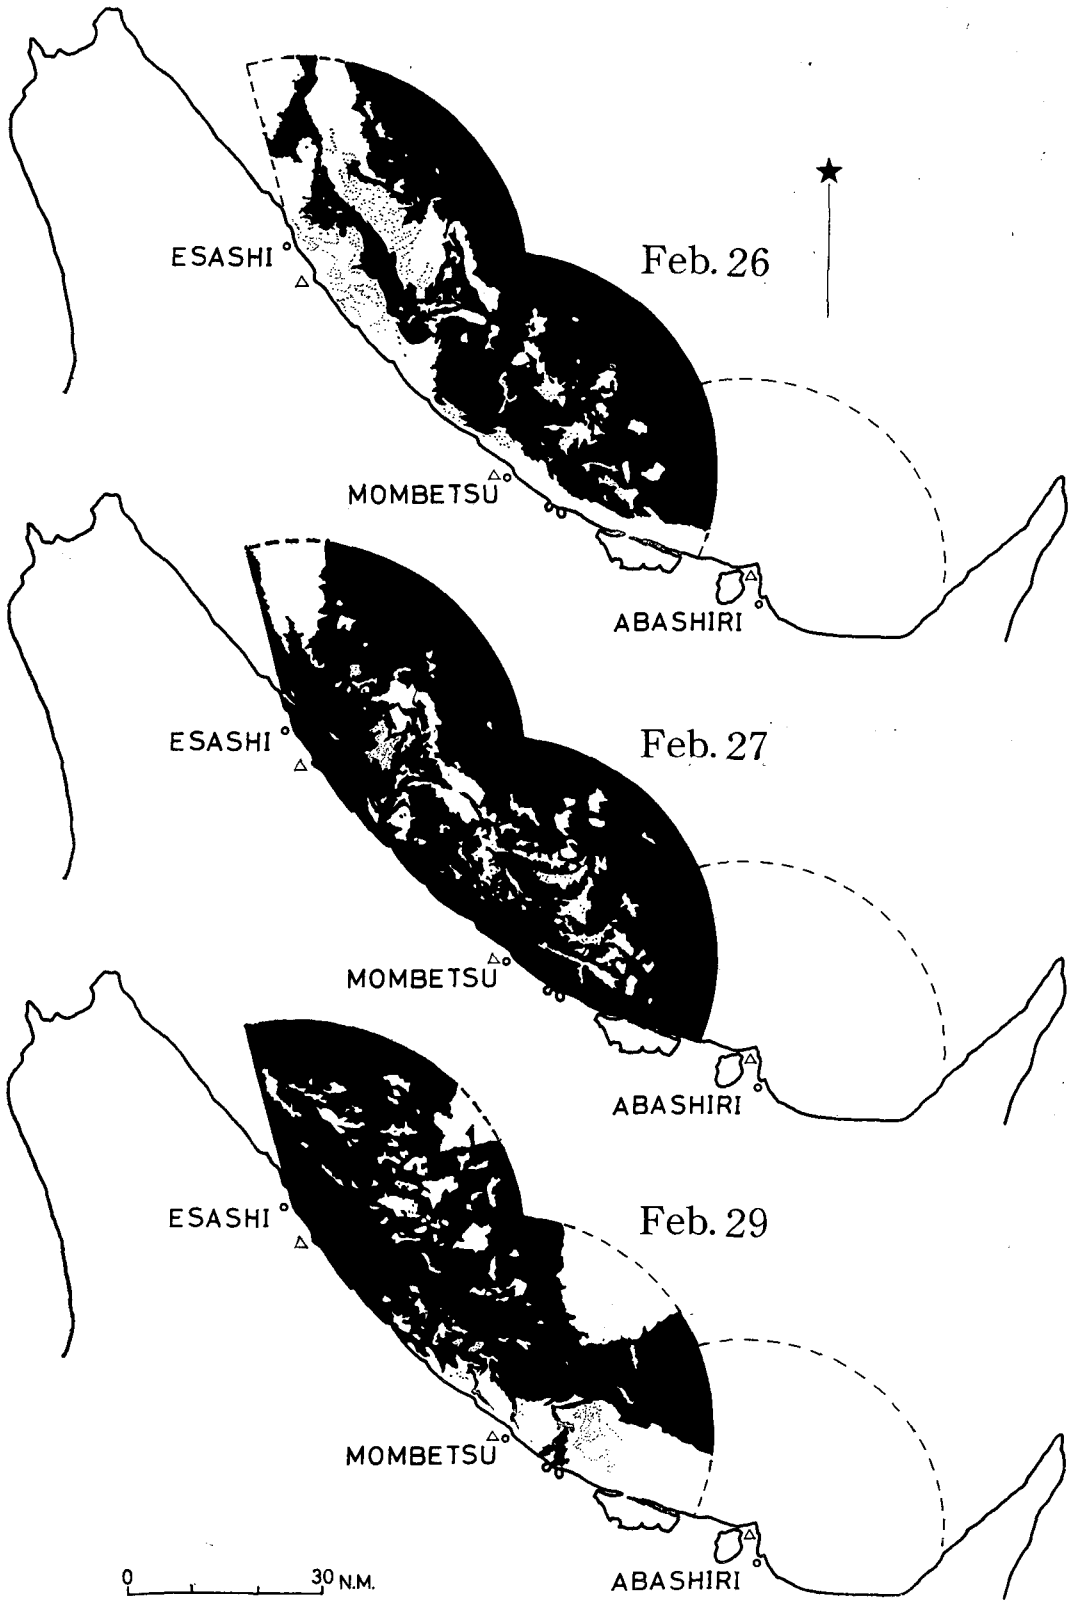 ESASHI
Feb. 26
MOMBETSU
ABASHIRI
ESASHI
Feb. 27
MOMBETSU
ABASHIRI
ESASHI
Feb. 29
MOMBETSU
ABASHIRI
0 30 N.M.